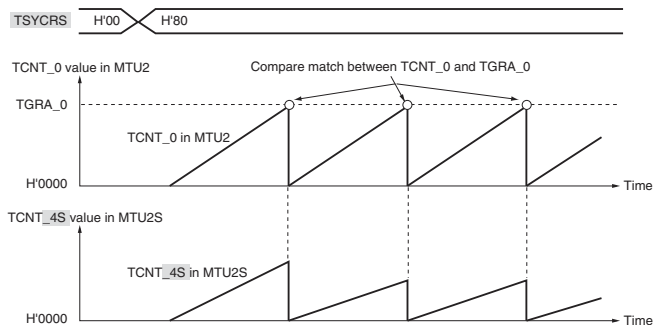 TSYCRS H'00 H'80
TCNT_0 value in MTU2
Compare match between TCNT_0 and TGRA_0
TGRA_0
TCNT_0 in MTU2
H'0000
Time
TCNT_4S value in MTU2S
TCNT_4S in MTU2S
H'0000
Time